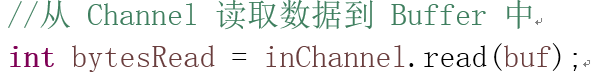 //从 Channel 读取数据到 Buffer 中
int bytesRead = inChannel.read(buf);